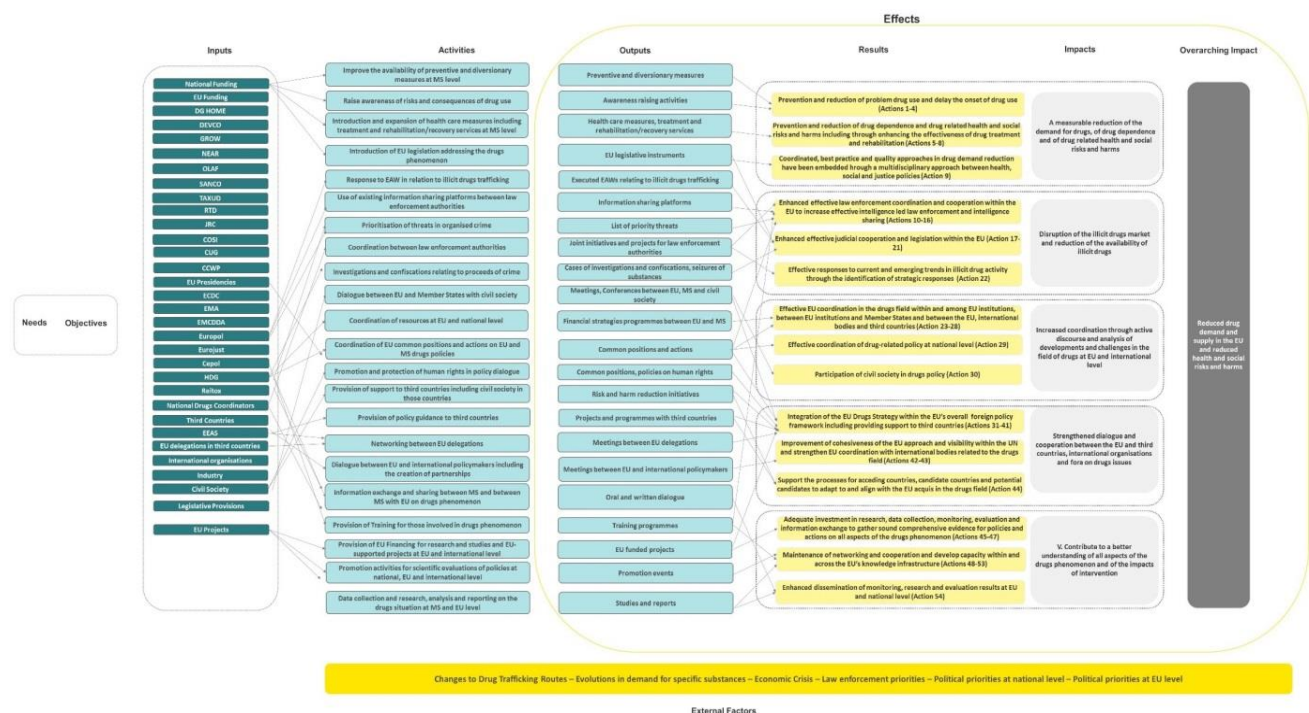 Effects
Inputs
Activities
Outputs
Results
Impacts
Overarching Impact
Needs
Objectives
National Funding
EU Funding
DG HOME
DEVCO
GROW
NEAR
OLAF
SANCO
TAXUD
RTD
JRC
COSI
CUG
CCWP
EU Presidencies
ECDC
EMA
EMCDDA
Europol
Eurojust
Cepol
HDG
Reitox
National Drugs Coordinators
Third Countries
EEAS
EU delegations in third countries
International organisations
Industry
Civil Society
Legislative Provisions
EU Projects
Improve the availability of preventive and diversionary
measures at MS level
Raise awareness of risks and consequences of drug use
Introduction and expansion of health care measures including
treatment and rehabilitation/recovery services at MS level
Introduction of EU legislation addressing the drugs
phenomenon
Response to EAW in relation to illicit drugs trafficking
Use of existing information sharing platforms between law
enforcement authorities
Prioritisation of threats in organised crime
Coordination between law enforcement authorities
Investigations and confiscations relating to proceeds of crime
Dialogue between EU and Member States with civil society
Coordination of resources at EU and national level
Coordination of EU common positions and actions on EU and
MS drugs policies
Promotion and protection of human rights in policy dialogue
Provision of support to third countries including civil society in
those countries
Provision of policy guidance to third countries
Networking between EU delegations
Dialogue between EU and international policymakers including
the creation of partnerships
Information exchange and sharing between MS and between
MS with EU on drugs phenomenon
Provision of Training for those involved in drugs phenomenon
Provision of EU Financing for research and studies and EU-
supported projects at EU and international level
Promotion activities for scientific evaluations of policies at
national, EU and international level
Data collection and research, analysis and reporting on the
drugs situation at MS and EU level
Preventive and diversionary measures
Awareness raising activities
Health care measures, treatment and
rehabilitation/recovery services
EU legislative instruments
Executed EAWs relating to illicit drugs trafficking
Information sharing platforms
List of priority threats
Joint initiatives and projects for law enforcement
authorities
Cases of investigations and confiscations, seizures of
substances
Meetings, Conferences between EU, MS and civil
society
Financial strategies programmes between EU and MS
Common positions and actions
Common positions, policies on human rights
Risk and harm reduction initiatives
Projects and programmes with third countries
Meetings between EU delegations
Meetings between EU and international policymakers
Oral and written dialogue
Training programmes
EU funded projects
Promotion events
Studies and reports
Prevention and reduction of problem drug use and delay the onset of drug use
(Actions 1-4)
Prevention and reduction of drug dependence and drug related health and social
risks and harms including through enhancing the effectiveness of drug treatment
and rehabilitation (Actions 5-8)
Coordinated, best practice and quality approaches in drug demand reduction
have been embedded through a multidisciplinary approach between health,
social and justice policies (Action 9)
Enhanced effective law enforcement coordination and cooperation within the
EU to increase effective intelligence led law enforcement and intelligence
sharing (Actions 10-16)
Enhanced effective judicial cooperation and legislation within the EU (Action 17-
21)
Effective responses to current and emerging trends in illicit drug activity
through the identification of strategic responses (Action 22)
Effective EU coordination in the drugs field within and among EU institutions,
between EU institutions and Member States and between the EU, international
bodies and third countries (Action 23-28)
Effective coordination of drug-related policy at national level (Action 29)
Participation of civil society in drugs policy (Action 30)
Integration of the EU Drugs Strategy within the EU's overall foreign policy
framework including providing support to third countries (Actions 31-41)
Improvement of cohesiveness of the EU approach and visibility within the UN
and strengthen EU coordination with international bodies related to the drugs
field (Actions 42-43)
Support the processes for acceding countries, candidate countries and potential
candidates to adapt to and align with the EU acquis in the drugs field (Action 44)
Adequate investment in research, data collection, monitoring, evaluation and
information exchange to gather sound comprehensive evidence for policies and
actions on all aspects of the drugs phenomenon (Actions 45-47)
Maintenance of networking and cooperation and develop capacity within and
across the EU's knowledge infrastructure (Actions 48-53)
Enhanced dissemination of monitoring, research and evaluation results at EU
and national level (Action 54)
A measurable reduction of the
demand for drugs, of drug dependence
and of drug related health and social
risks and harms
Disruption of the illicit drugs market
and reduction of the availability of
illicit drugs
Increased coordination through active
discourse and analysis of
developments and challenges in the
field of drugs at EU and international
level
Strengthened dialogue and
cooperation between the EU and third
countries, international organisations
and fora on drugs issues
V. Contribute to a better
understanding of all aspects of the
drugs phenomenon and of the impacts
of intervention
Reduced drug
demand and
supply in the EU
and reduced
health and social
risks and harms
Changes to Drug Trafficking Routes – Evolutions in demand for specific substances – Economic Crisis – Law enforcement priorities – Political priorities at national level – Political priorities at EU level
External Factors